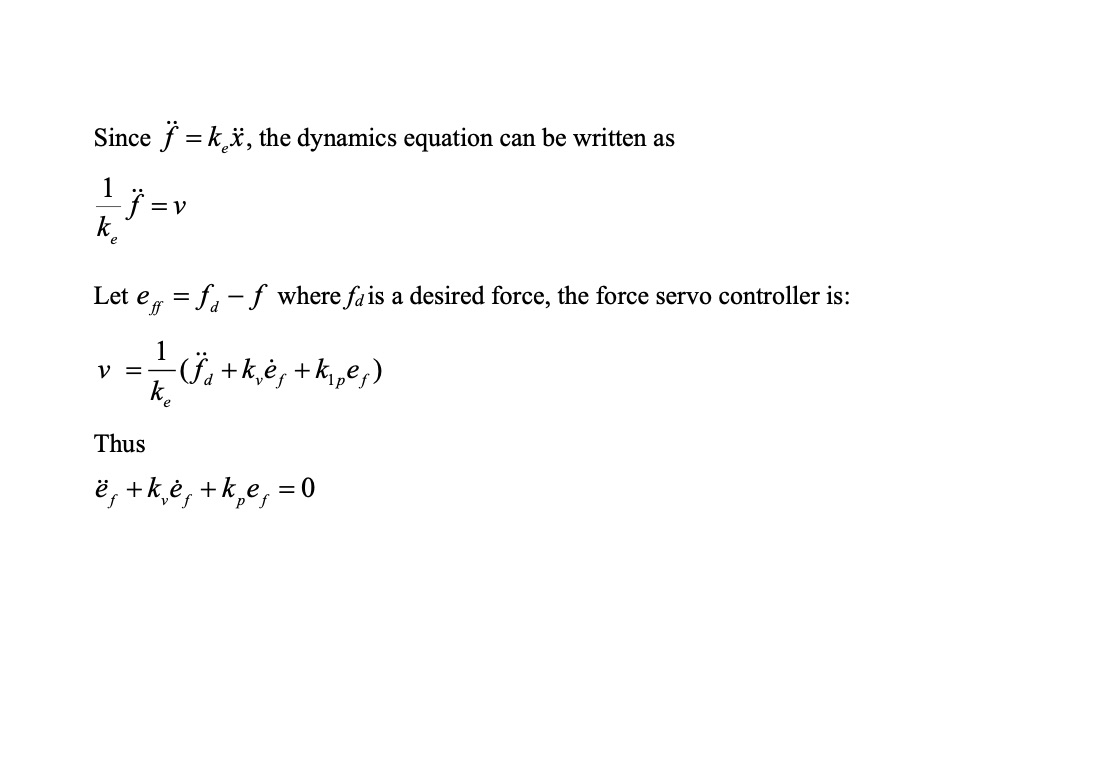 Since f̈ = kₑẍ, the dynamics equation can be written as
1/kₑ f̈ = v
Let e_ff = f_d − f where f_d is a desired force, the force servo controller is:
v = 1/kₑ (f̈_d + k_v ė_f + k_1p e_f)
Thus
ë_f + k_v ė_f + k_p e_f = 0